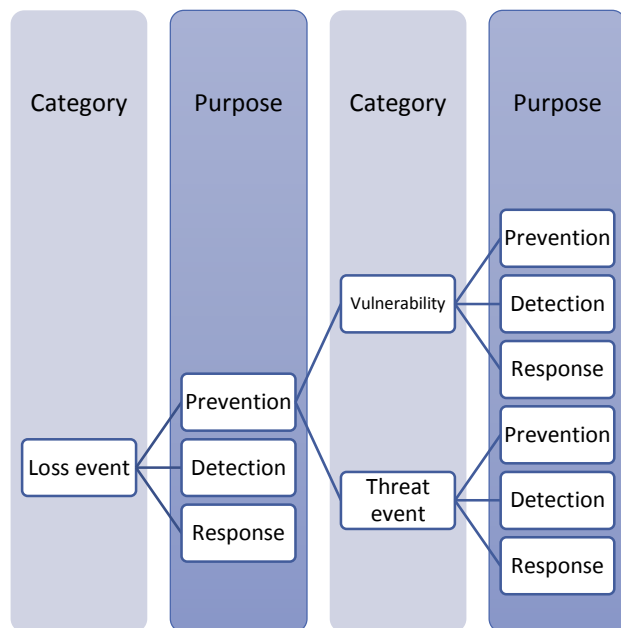 Category
Purpose
Category
Purpose
Loss event
Prevention
Detection
Response
Vulnerability
Threat
event
Prevention
Detection
Response
Prevention
Detection
Response